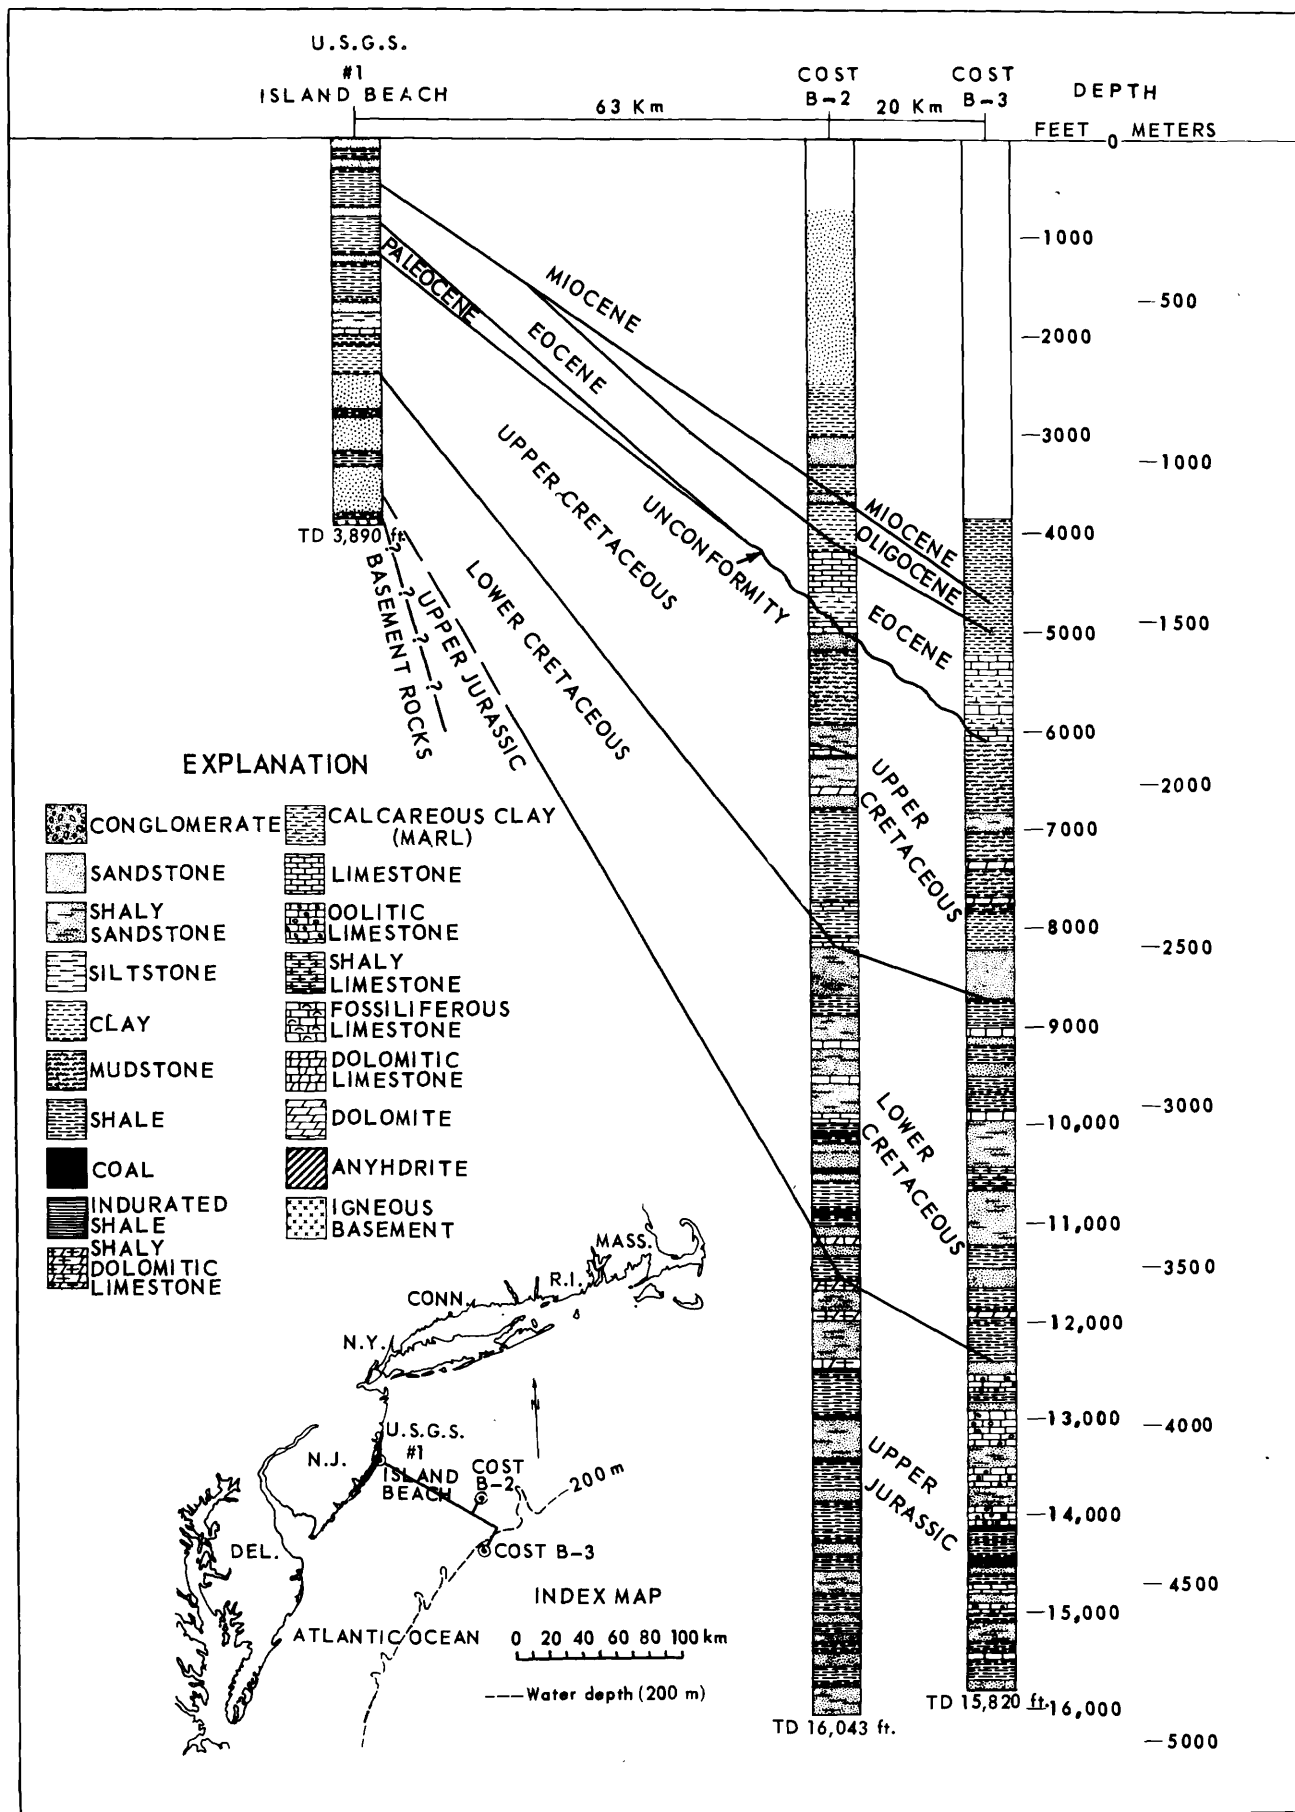 U.S.G.S.
#1
ISLAND BEACH
COST
B-2
COST
B-3
DEPTH
63 Km
20 Km
FEET
METERS
0
—1000
—500
—2000
—3000
—1000
—4000
—5000
—1500
—6000
—2000
—7000
—8000
—2500
—9000
—3000
—10,000
—11,000
—3500
—12,000
—13,000
—4000
—14,000
—4500
—15,000
—16,000
—5000
MIOCENE
PALEOCENE
EOCENE
UPPER CRETACEOUS
UNCONFORMITY
MIOCENE
OLIGOCENE
EOCENE
TD 3,890 ft.
?
?
?
?
?
BASEMENT ROCKS
UPPER JURASSIC
LOWER CRETACEOUS
UPPER
CRETACEOUS
LOWER
CRETACEOUS
UPPER
JURASSIC
TD 16,043 ft.
TD 15,820 ft.
EXPLANATION
CONGLOMERATE
SANDSTONE
SHALY
SANDSTONE
SILTSTONE
CLAY
MUDSTONE
SHALE
COAL
INDURATED
SHALE
SHALY
DOLOMITIC
LIMESTONE
CALCAREOUS CLAY
(MARL)
LIMESTONE
OOLITIC
LIMESTONE
SHALY
LIMESTONE
FOSSILIFEROUS
LIMESTONE
DOLOMITIC
LIMESTONE
DOLOMITE
ANYHDRITE
IGNEOUS
BASEMENT
MASS.
R.I.
CONN.
N.Y.
N
U.S.G.S.
#1
ISLAND
BEACH
N.J.
COST
B-2
200 m
DEL.
COST B-3
INDEX MAP
ATLANTIC OCEAN
0 20 40 60 80 100 km
Water depth (200 m)